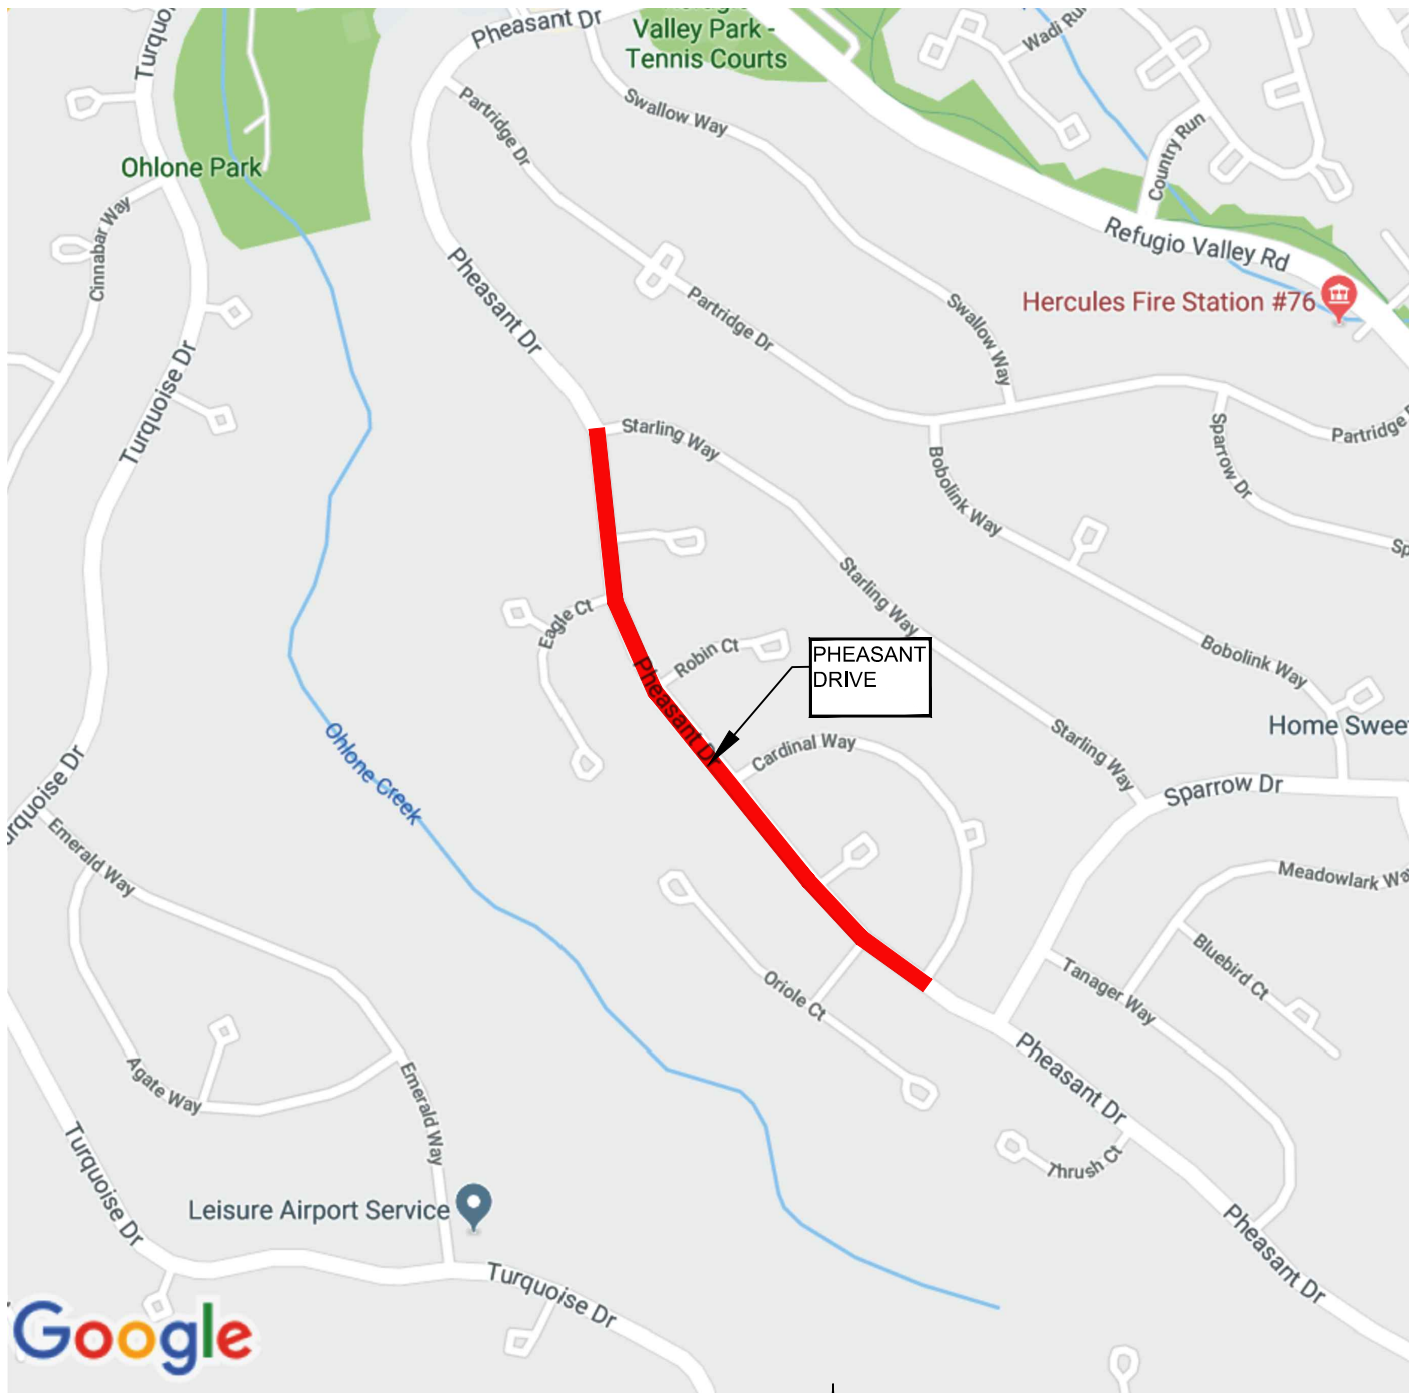 Pheasant Dr
Valley Park -
Tennis Courts
Wadi Run
Turquoise
Partridge Dr
Swallow Way
Country Run
Ohlone Park
Cinnabar Way
Refugio Valley Rd
Pheasant Dr
Hercules Fire Station #76
Partridge Dr
Swallow Way
Turquoise Dr
Starling Way
Sparrow Dr
Partridge
Bobolink Way
Sp
Starling Way
Eagle Ct
Robin Ct
PHEASANT
DRIVE
Pheasant Dr
Bobolink Way
Home Sweet
Ohlone Creek
Cardinal Way
Starling Way
Sparrow Dr
Turquoise Dr
Emerald Way
Meadowlark Wa
Bluebird Ct
Oriole Ct
Tanager Way
Pheasant Dr
Agate Way
Emerald Way
Turquoise Dr
Thrush Ct
Leisure Airport Service
Pheasant Dr
Turquoise Dr
Google